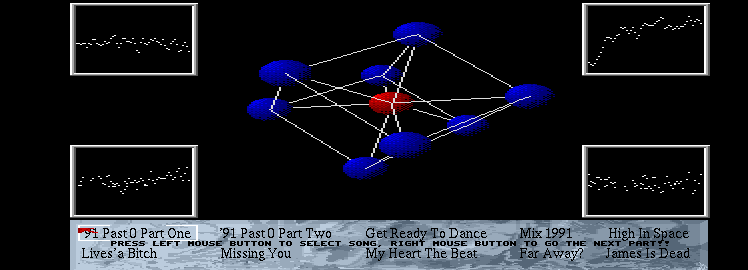 '91 Past O Part One '91 Past O Part Two Get Ready To Dance Mix 1991 High In Space
PRESS LEFT MOUSE BUTTON TO SELECT SONG, RIGHT MOUSE BUTTON TO GO THE NEXT PART!!
Lives'a Bitch Missing You My Heart The Beat Far Away? James Is Dead